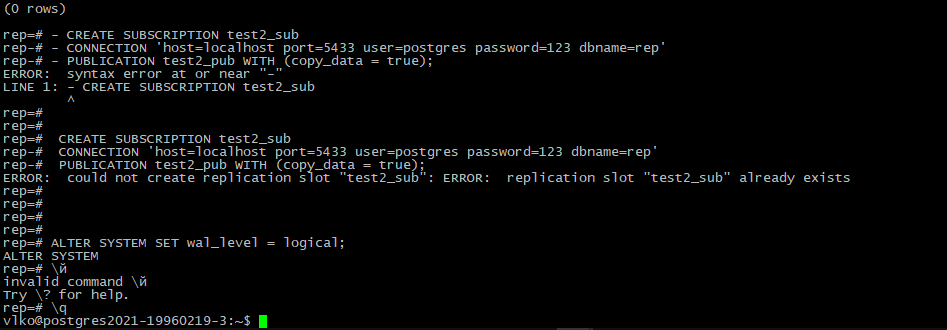 (0 rows)
rep=# - CREATE SUBSCRIPTION test2_sub
rep-# - CONNECTION 'host=localhost port=5433 user=postgres password=123 dbname=rep'
rep-# - PUBLICATION test2_pub WITH (copy_data = true);
ERROR:  syntax error at or near "-"
LINE 1: - CREATE SUBSCRIPTION test2_sub
        ^
rep=#
rep=#
rep=#  CREATE SUBSCRIPTION test2_sub
rep-#  CONNECTION 'host=localhost port=5433 user=postgres password=123 dbname=rep'
rep-#  PUBLICATION test2_pub WITH (copy_data = true);
ERROR:  could not create replication slot "test2_sub": ERROR:  replication slot "test2_sub" already exists
rep=#
rep=#
rep=#
rep=#
rep=# ALTER SYSTEM SET wal_level = logical;
ALTER SYSTEM
rep=# \й
invalid command \й
Try \? for help.
rep=# \q
vlko@postgres2021-19960219-3:~$